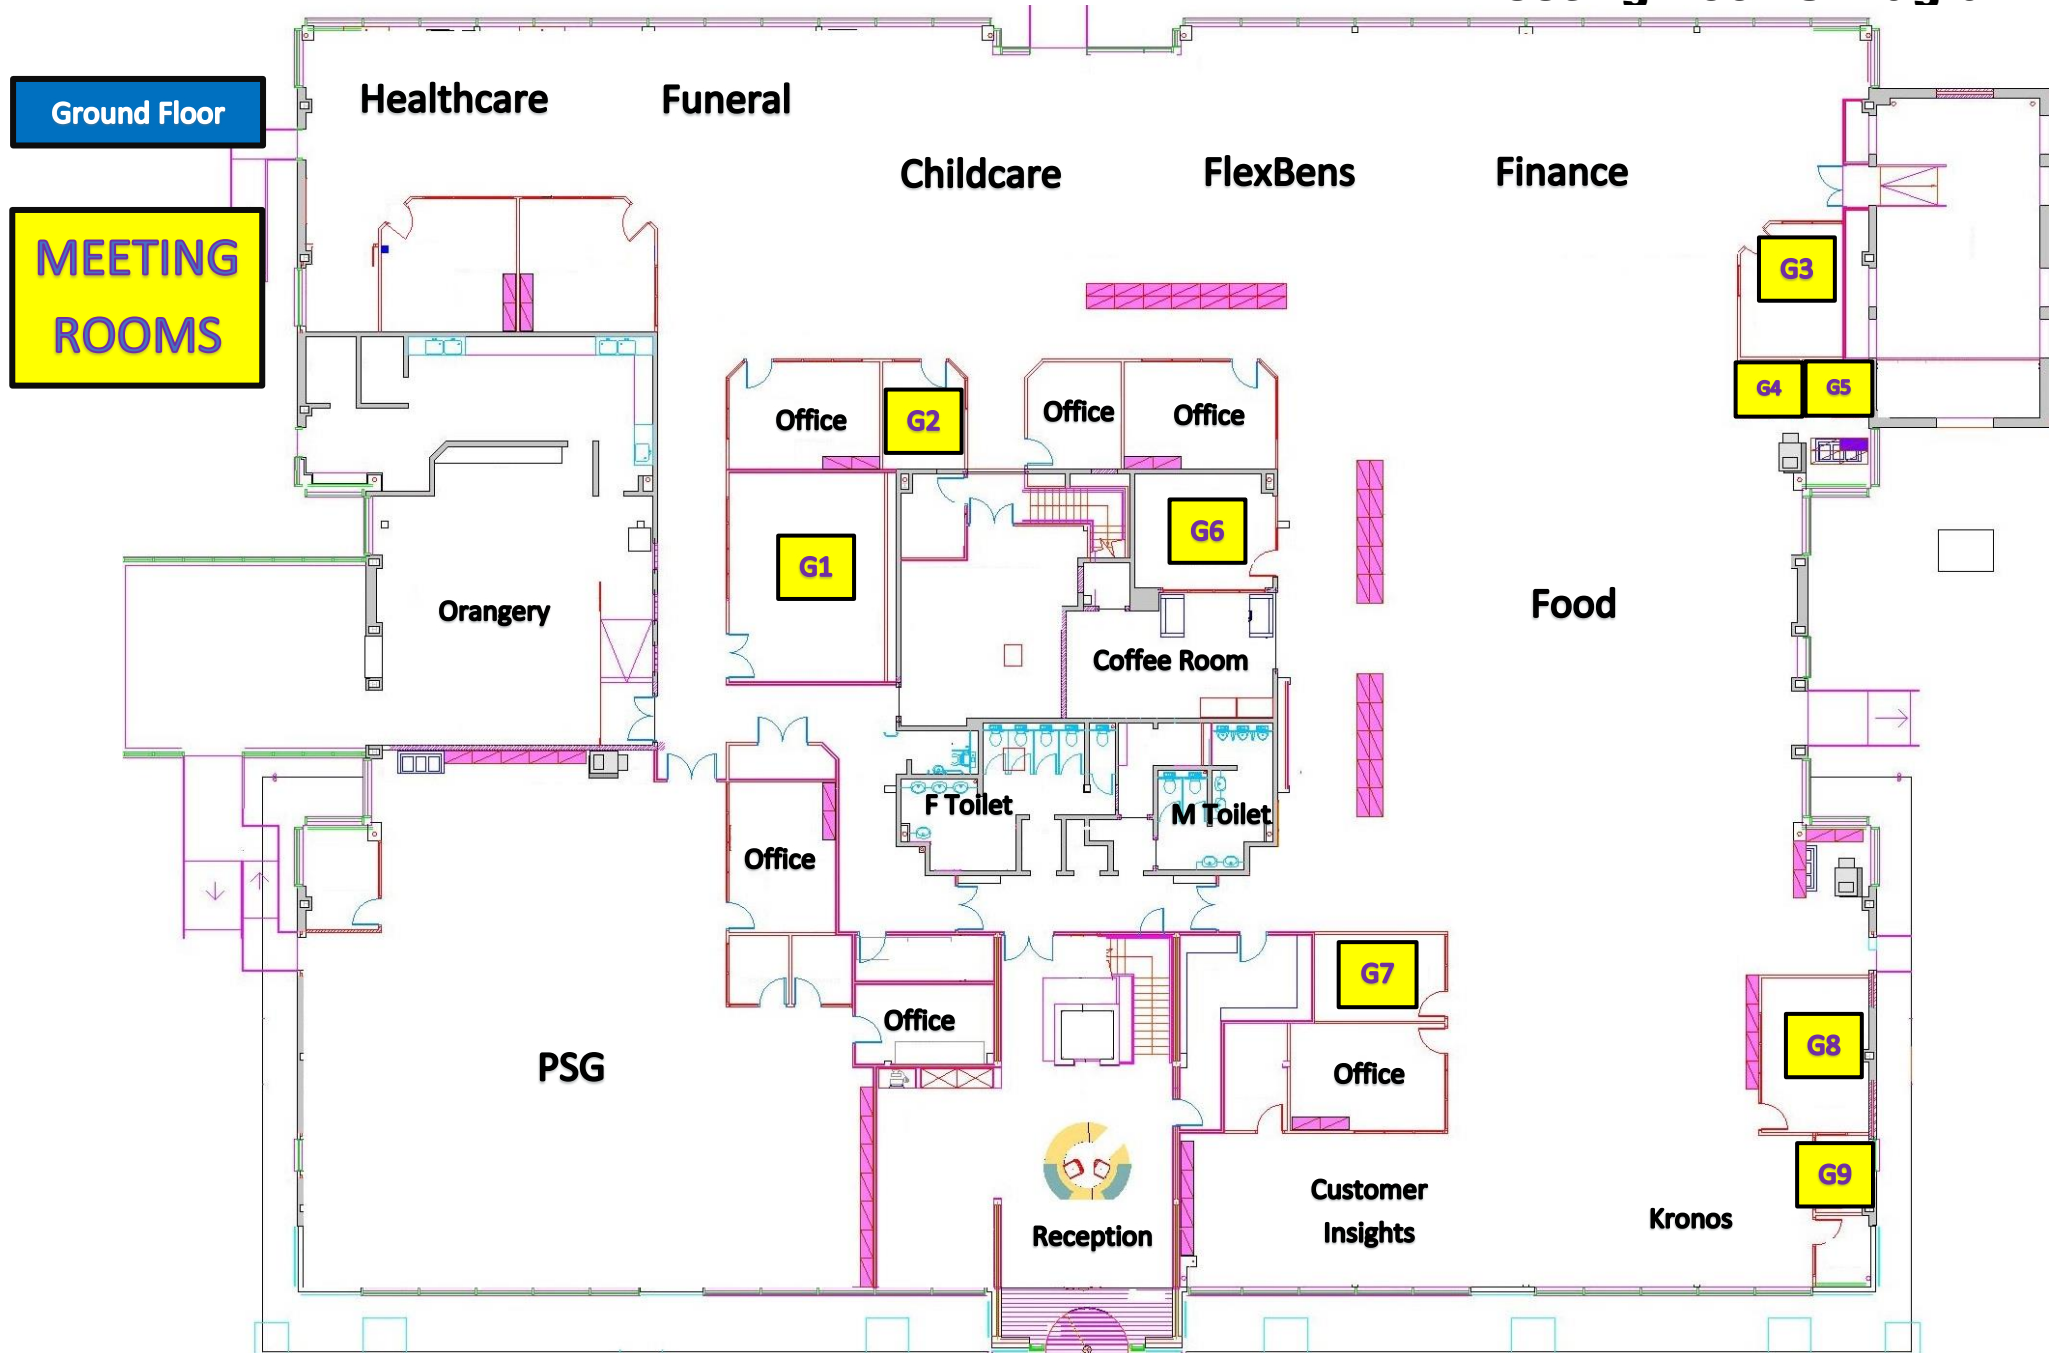 Ground Floor
MEETING
ROOMS
Healthcare
Funeral
Childcare
FlexBens
Finance
G3
G4
G5
Office
G2
Office
Office
G1
G6
Orangery
Coffee Room
Food
F Toilet
M Toilet
Office
G7
Office
PSG
Office
G8
Customer
Insights
Kronos
G9
Reception